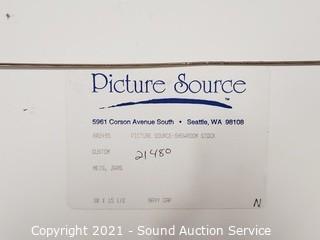 Picture Source
TM
5961 Corson Avenue South • Seattle, WA 98108
PICTURE SOURCE-SHOWROOM STOCK
CUSTOM
21480
N
Copyright © 2021 - Sound Auction Service